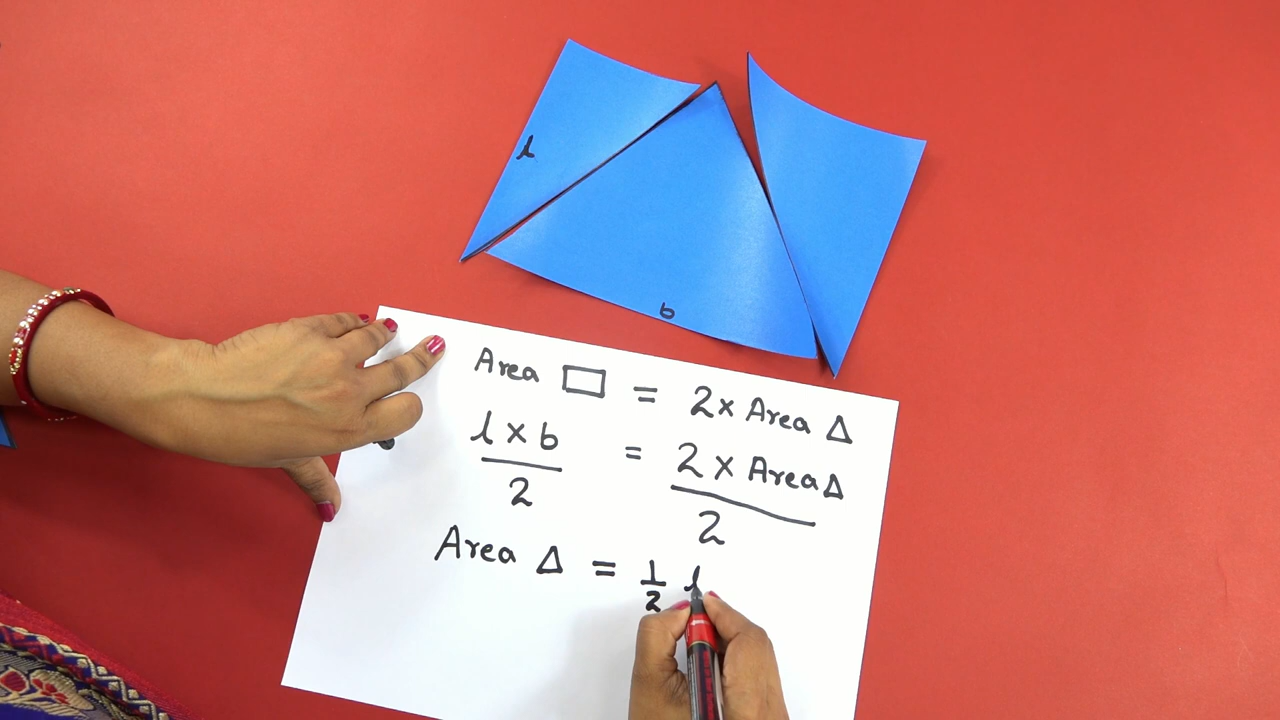 l
b
Area ▭ = 2 x Area Δ
l x b / 2 = 2 x Area Δ / 2
Area Δ = 1/2 l